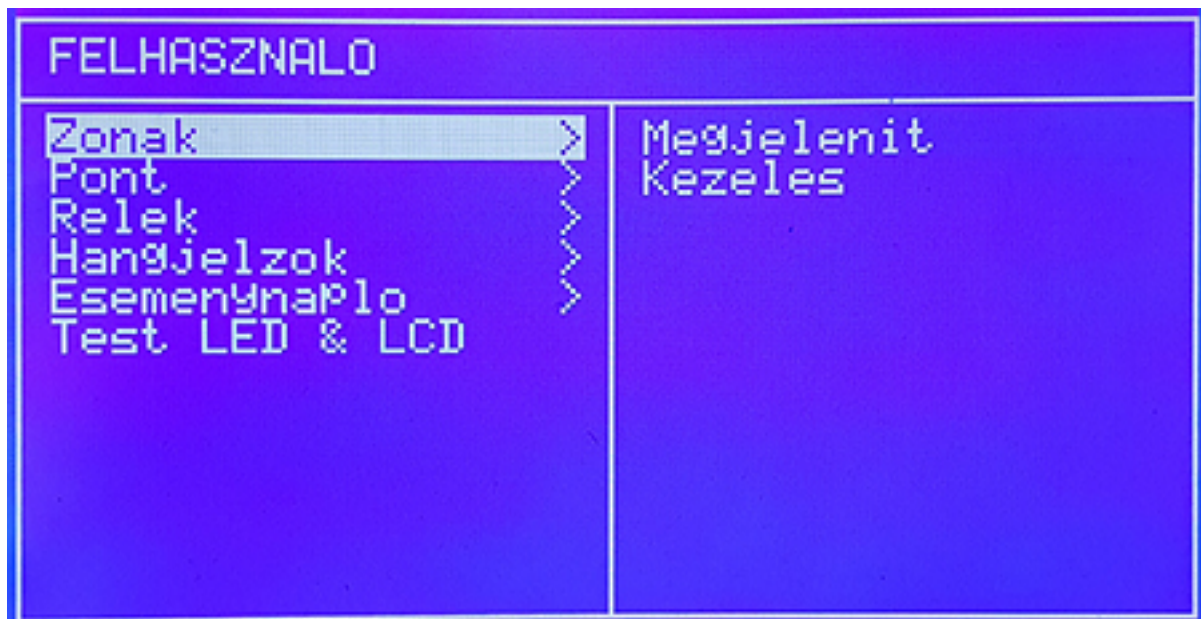 FELHASZNALO
Zonak >
Pont >
Relek >
Hangjelzok >
Esemenynaplo >
Test LED & LCD
Megjelenit
Kezeles